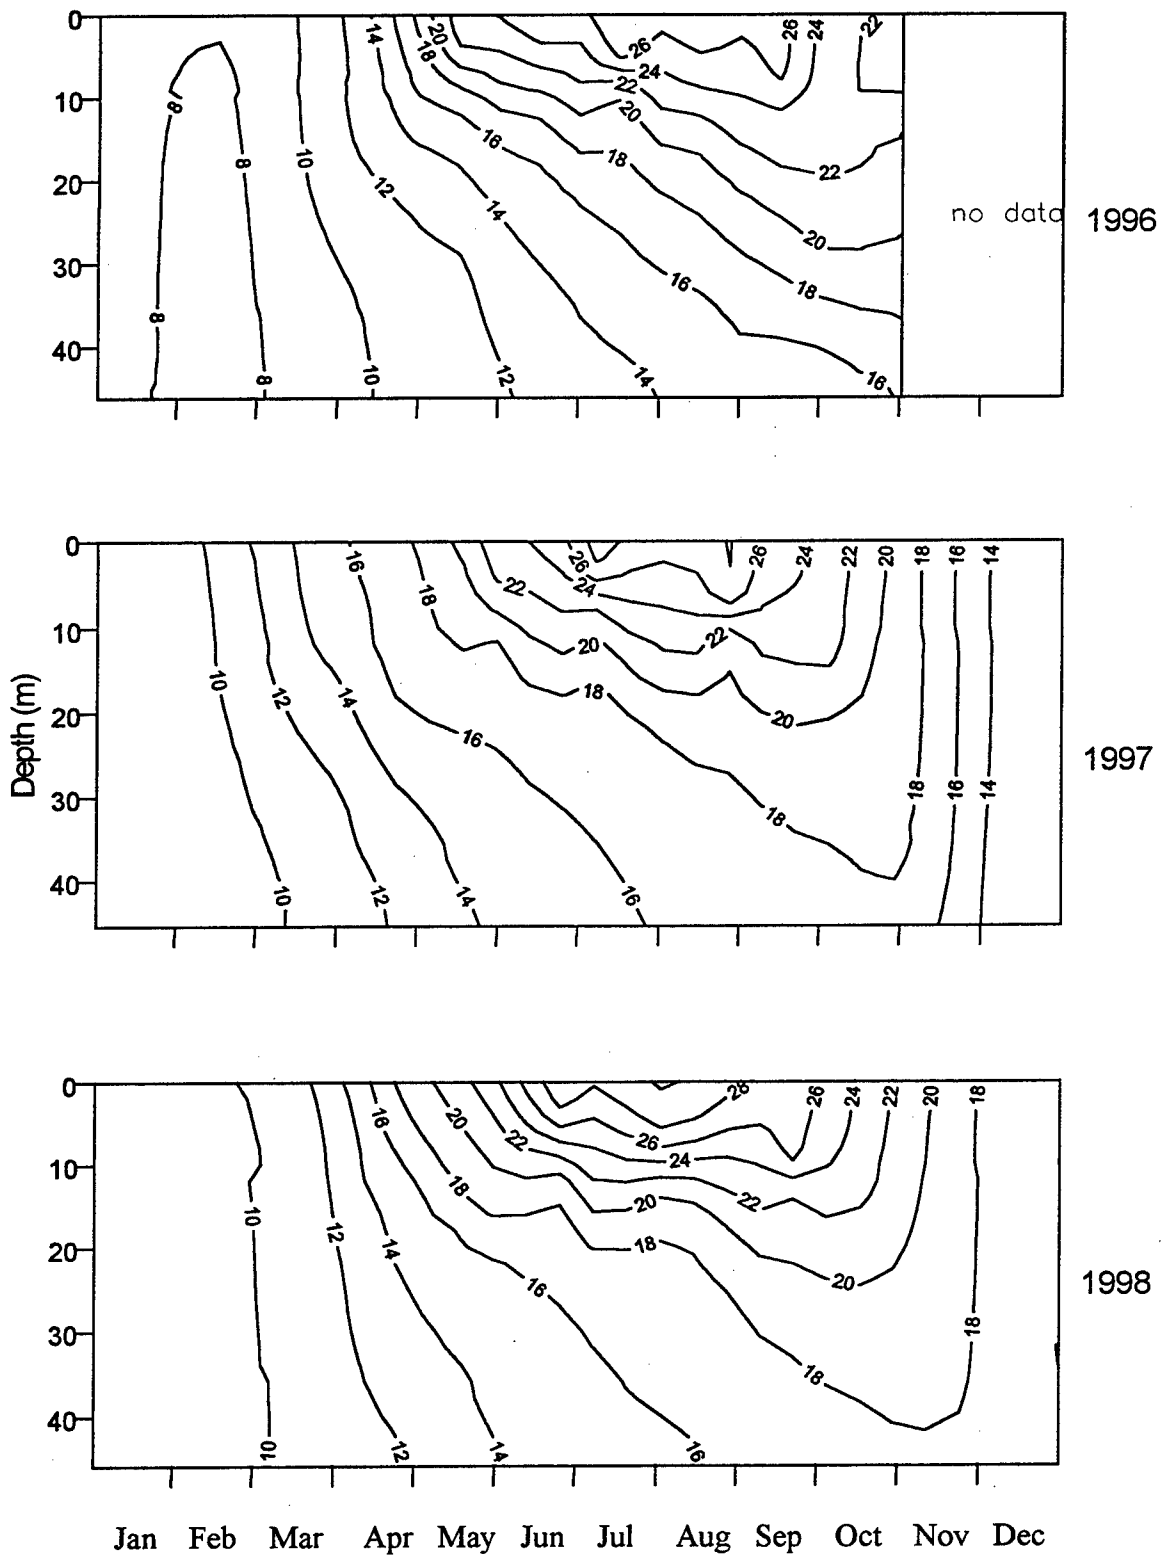 0 14 20 26 26 24 22
18 24
22
10 8 20
16
8 10 18
20 12 22
14
no data 1996
20
30 16
18
8
40
8 10 12 14 16
0 16 26 26 24 22 20 18 16 14
18 22 24
10 22
20
10 12 14 18
20 20
16
Depth (m) 1997
30 18 16 14
18
40 10 12 14 16
0 28 26 24 22 20 18
16 20
22 26
10 24
18 22
10 20
12
14 18
20
16 20 1998
30 18
18
40
10 12 14 16
Jan Feb Mar Apr May Jun Jul Aug Sep Oct Nov Dec